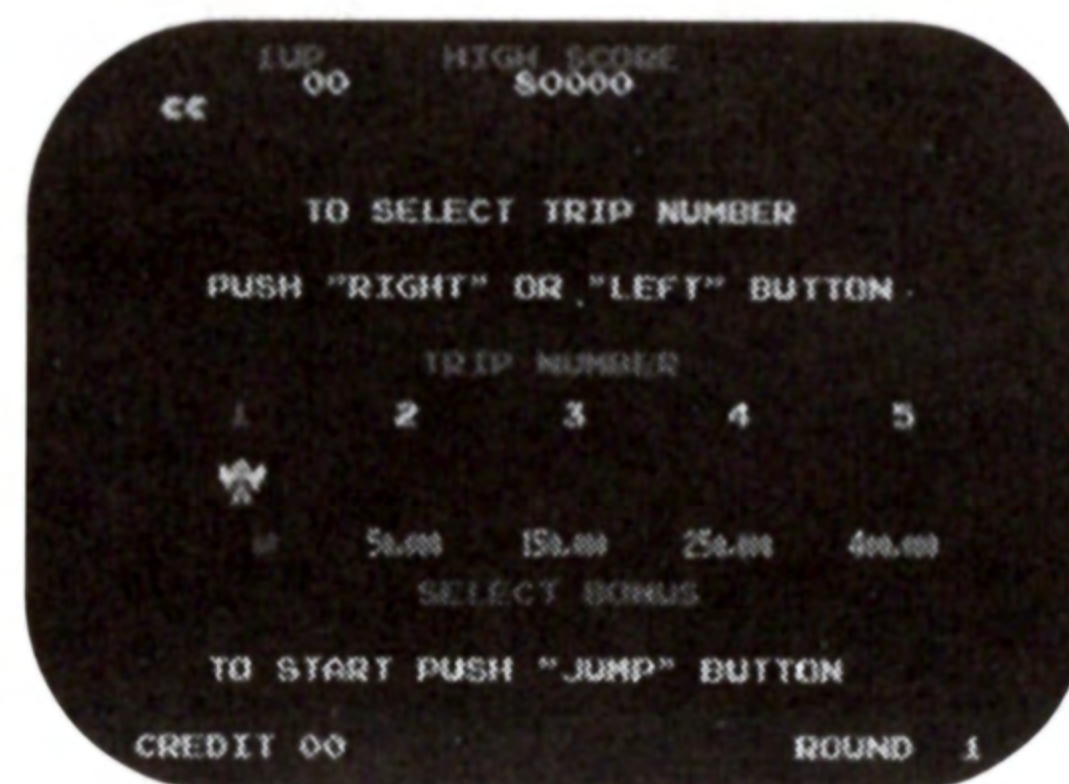 1UP HIGH SCORE
00 80000
TO SELECT TRIP NUMBER
PUSH "RIGHT" OR "LEFT" BUTTON
TRIP NUMBER
1 2 3 4 5
50,000 150,000 250,000 400,000
SELECT BONUS
TO START PUSH "JUMP" BUTTON
CREDIT 00 ROUND 1